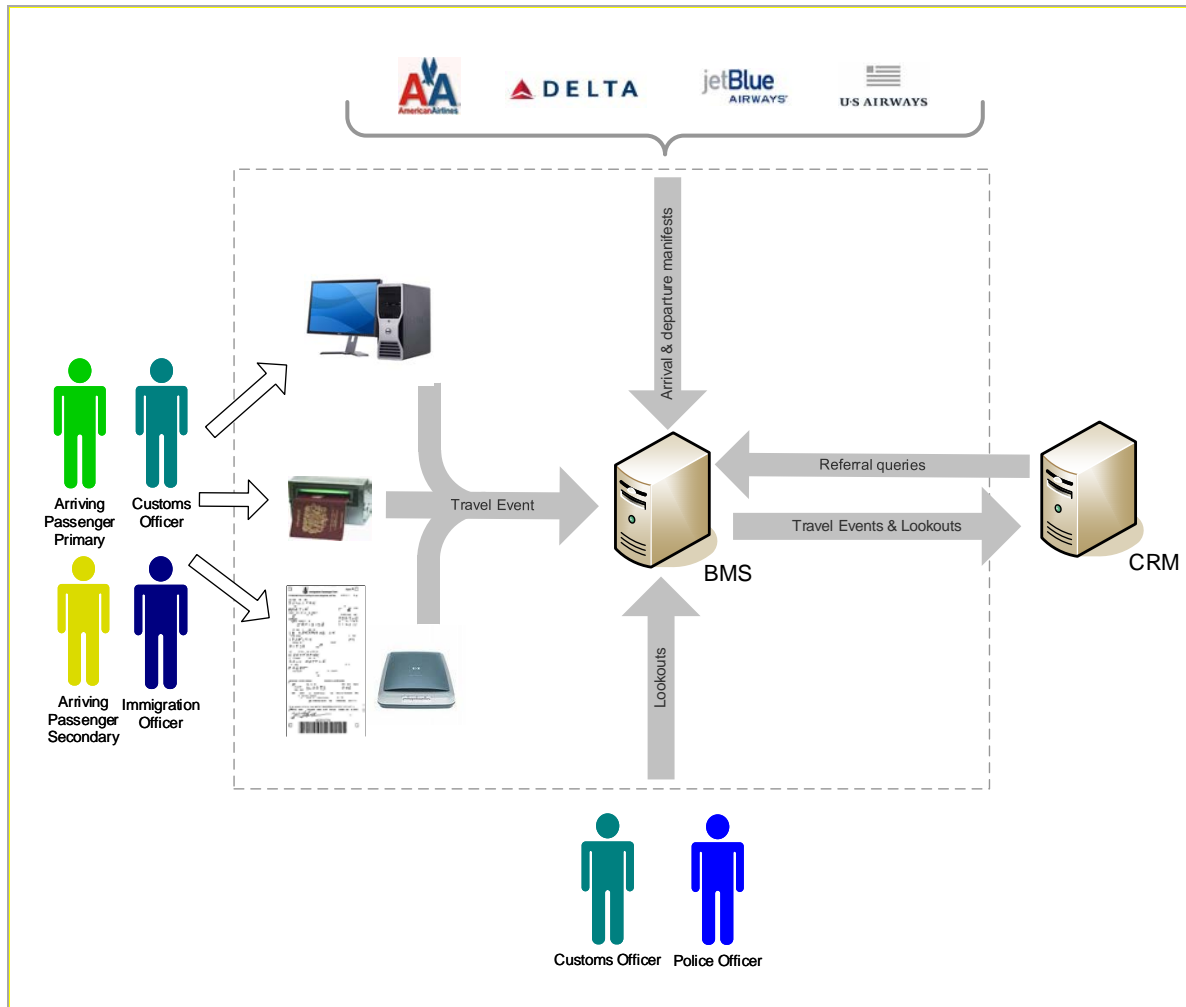 AA
AmericanAirlines
DELTA
jetBlue
AIRWAYS
U·S AIRWAYS
Arrival & departure manifests
Arriving
Passenger
Primary
Customs
Officer
Travel Event
Referral queries
Travel Events & Lookouts
BMS
CRM
Arriving
Passenger
Secondary
Immigration
Officer
Lookouts
Customs Officer
Police Officer